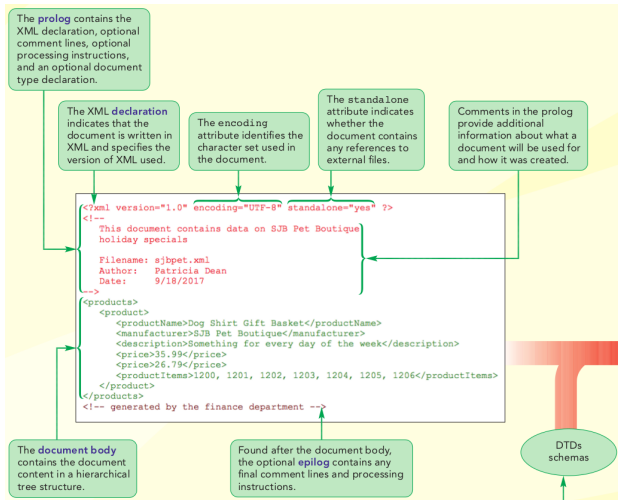 The prolog contains the
XML declaration, optional
comment lines, optional
processing instructions,
and an optional document
type declaration.
The XML declaration
indicates that the
document is written in
XML and specifies the
version of XML used.
The encoding
attribute identifies the
character set used in
the document.
The standalone
attribute indicates
whether the
document contains
any references to
external files.
Comments in the prolog
provide additional
information about what a
document will be used for
and how it was created.
<?xml version="1.0" encoding="UTF-8" standalone="yes" ?>
<!--
This document contains data on SJB Pet Boutique
holiday specials
Filename: sjbpet.xml
Author: Patricia Dean
Date: 9/18/2017
-->
<products>
<product>
<productName>Dog Shirt Gift Basket</productName>
<manufacturer>SJB Pet Boutique</manufacturer>
<description>Something for every day of the week</description>
<price>35.99</price>
<price>26.79</price>
<productItems>1200, 1201, 1202, 1203, 1204, 1205, 1206</productItems>
</product>
</products>
<!-- generated by the finance department -->
The document body
contains the document
content in a hierarchical
tree structure.
Found after the document body,
the optional epilog contains any
final comment lines and processing
instructions.
DTDs
schemas